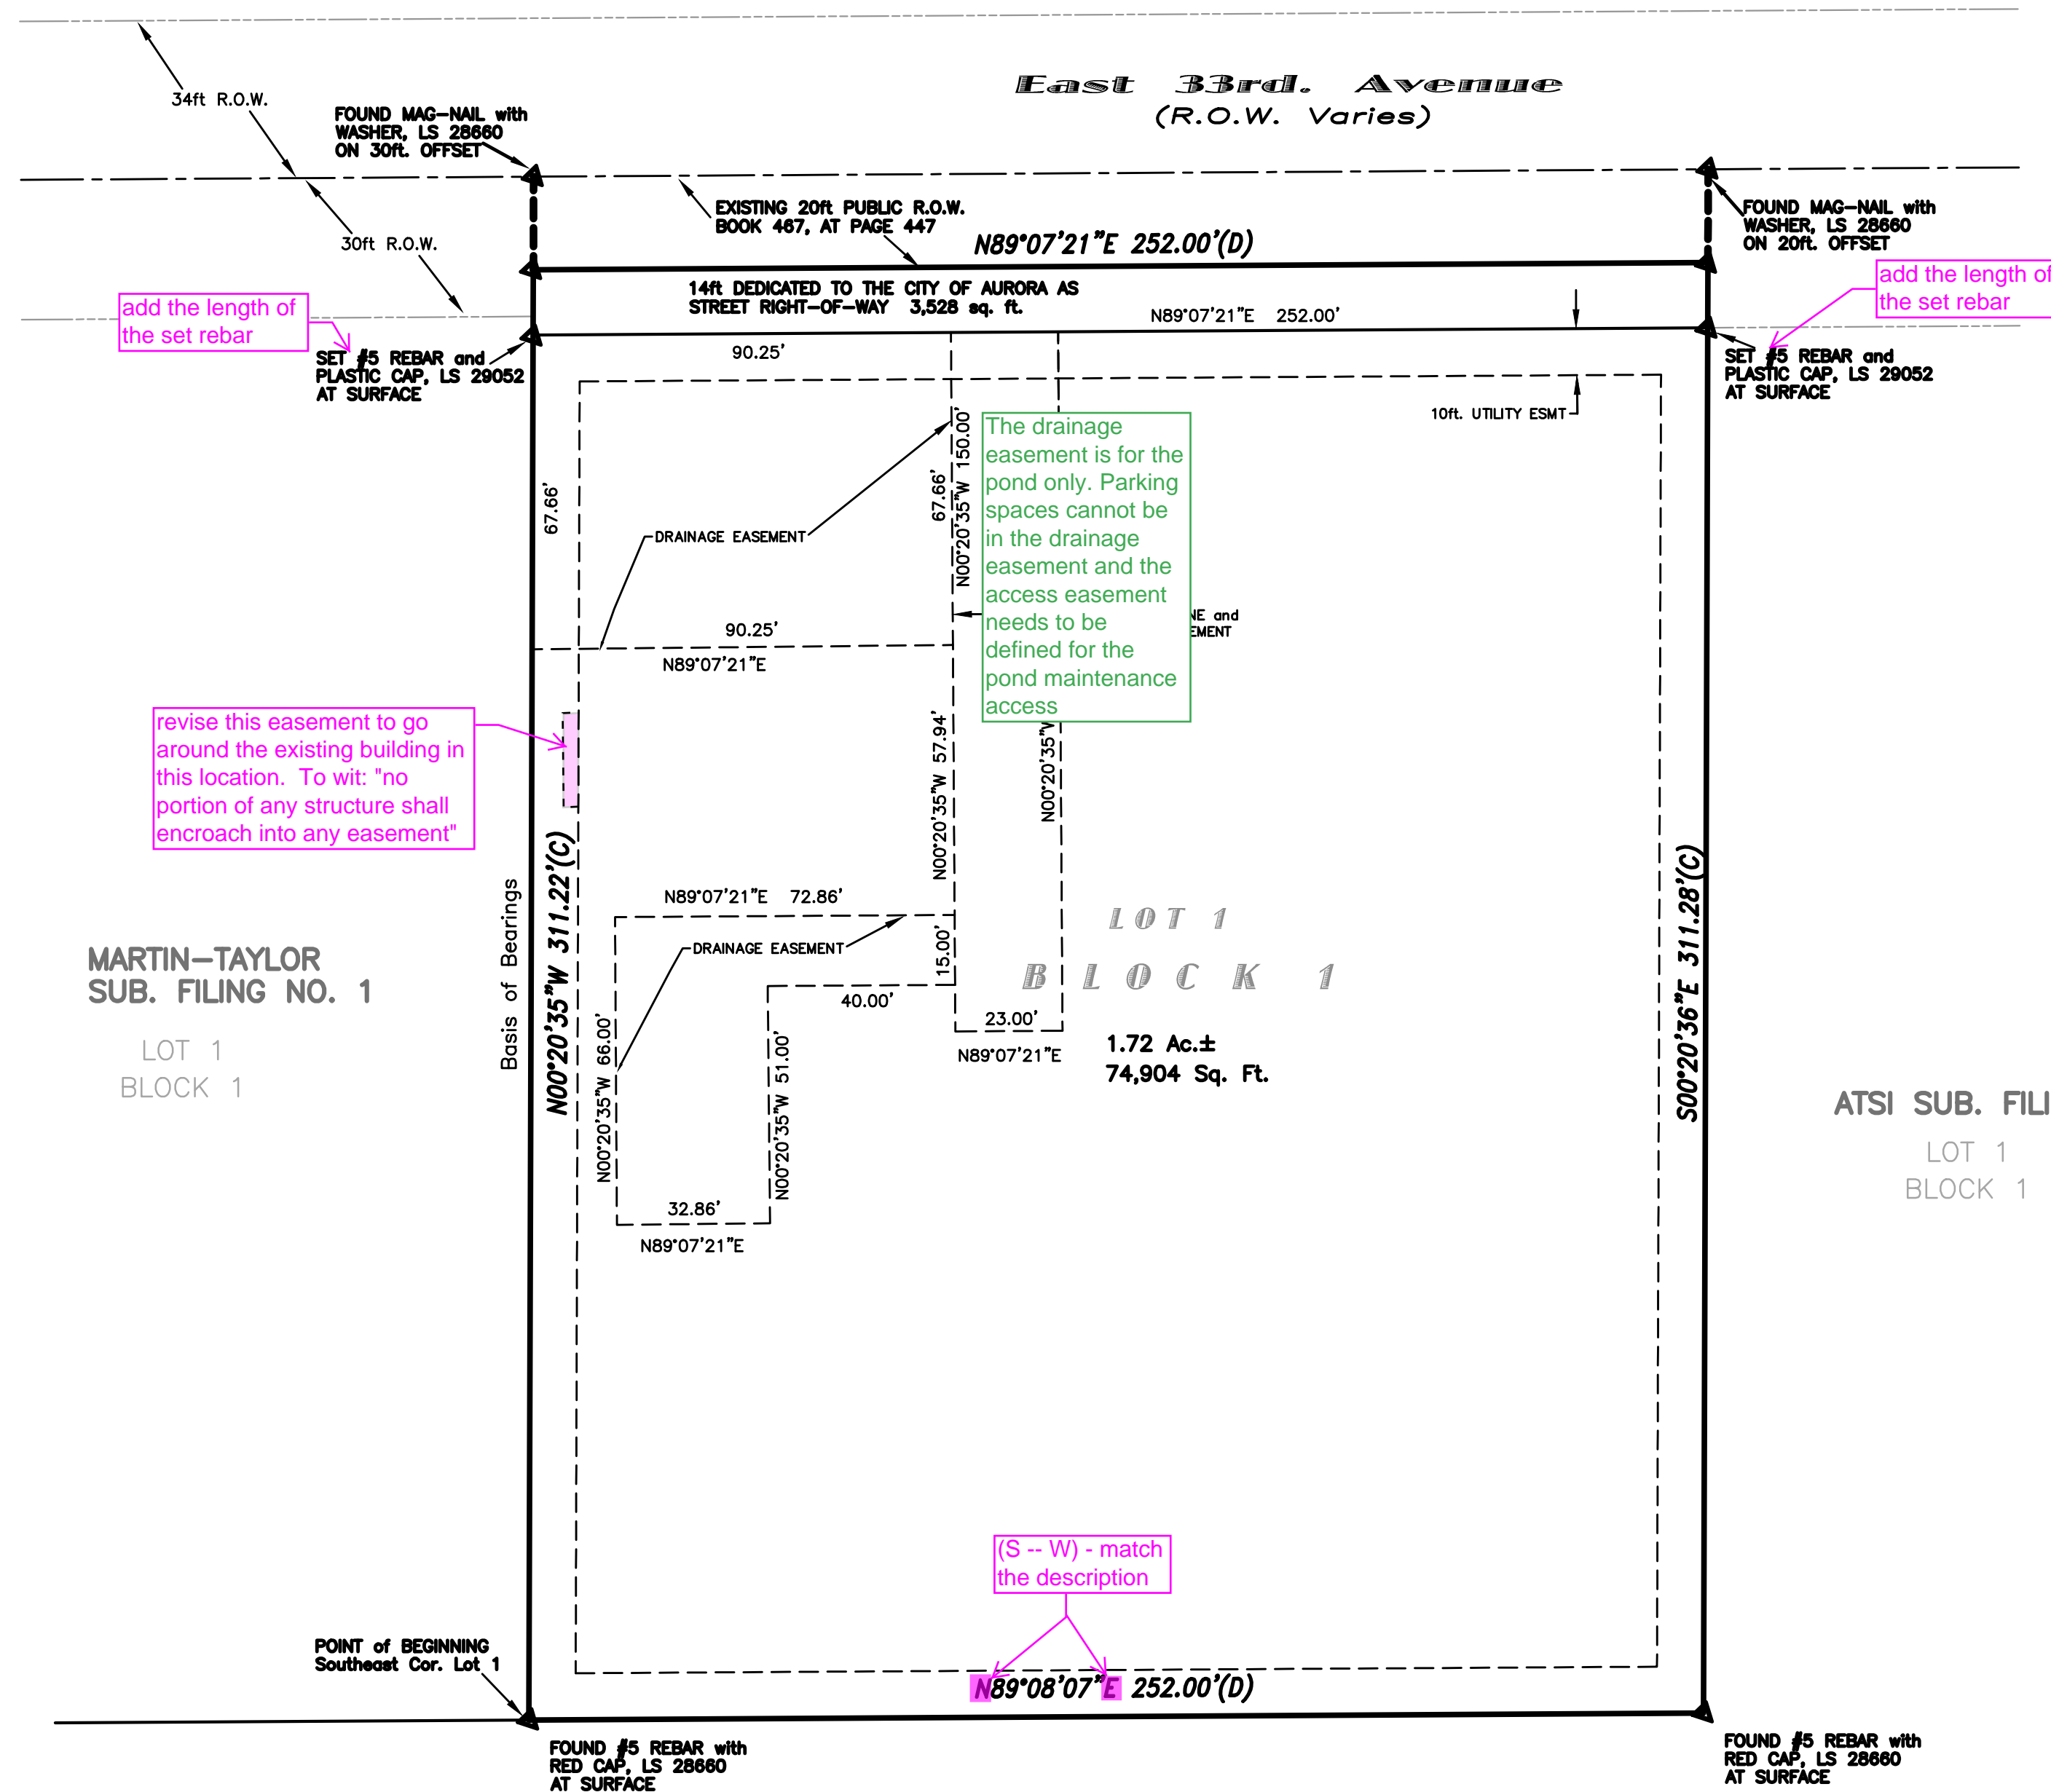 East 33rd. Avenue
(R.O.W. Varies)
34ft R.O.W.
FOUND MAG-NAIL with
WASHER, LS 28660
ON 30ft. OFFSET
30ft R.O.W.
EXISTING 20ft PUBLIC R.O.W.
BOOK 467, AT PAGE 447
N89°07'21"E 252.00'(D)
FOUND MAG-NAIL with
WASHER, LS 28660
ON 20ft. OFFSET
add the length of
the set rebar
add the length of
the set rebar
14ft DEDICATED TO THE CITY OF AURORA AS
STREET RIGHT-OF-WAY 3,528 sq. ft.
N89°07'21"E 252.00'
SET #5 REBAR and
PLASTIC CAP, LS 29052
AT SURFACE
90.25'
SET #5 REBAR and
PLASTIC CAP, LS 29052
AT SURFACE
10ft. UTILITY ESMT
67.66'
DRAINAGE EASEMENT
67.66'
N00°20'35"W 150.00'
The drainage
easement is for the
pond only. Parking
spaces cannot be
in the drainage
easement and the
access easement
needs to be
defined for the
pond maintenance
access
NE and
EMENT
90.25'
N89°07'21"E
revise this easement to go
around the existing building in
this location. To wit: "no
portion of any structure shall
encroach into any easement"
N00°20'35"W 57.94'
N00°20'35"W
Basis of Bearings
N00°20'35"W 311.22'(C)
N89°07'21"E 72.86'
DRAINAGE EASEMENT
15.00'
40.00'
LOT 1
BLOCK 1
23.00'
N89°07'21"E
1.72 Ac.±
74,904 Sq. Ft.
S00°20'36"E 311.28'(C)
MARTIN-TAYLOR
SUB. FILING NO. 1
LOT 1
BLOCK 1
N00°20'35"W 66.00'
N00°20'35"W 51.00'
32.86'
N89°07'21"E
ATSI SUB. FILI
LOT 1
BLOCK 1
(S -- W) - match
the description
POINT of BEGINNING
Southeast Cor. Lot 1
N89°08'07"E 252.00'(D)
FOUND #5 REBAR with
RED CAP, LS 28660
AT SURFACE
FOUND #5 REBAR with
RED CAP, LS 28660
AT SURFACE